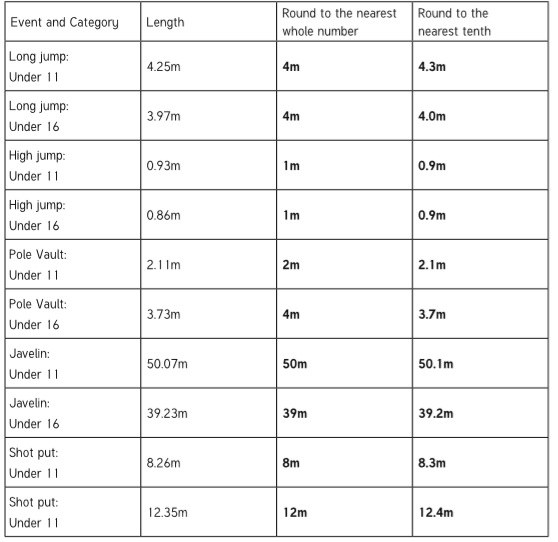 Event and Category Length Round to the nearest whole number Round to the nearest tenth
Long jump: Under 11 4.25m 4m 4.3m
Long jump: Under 16 3.97m 4m 4.0m
High jump: Under 11 0.93m 1m 0.9m
High jump: Under 16 0.86m 1m 0.9m
Pole Vault: Under 11 2.11m 2m 2.1m
Pole Vault: Under 16 3.73m 4m 3.7m
Javelin: Under 11 50.07m 50m 50.1m
Javelin: Under 16 39.23m 39m 39.2m
Shot put: Under 11 8.26m 8m 8.3m
Shot put: Under 11 12.35m 12m 12.4m